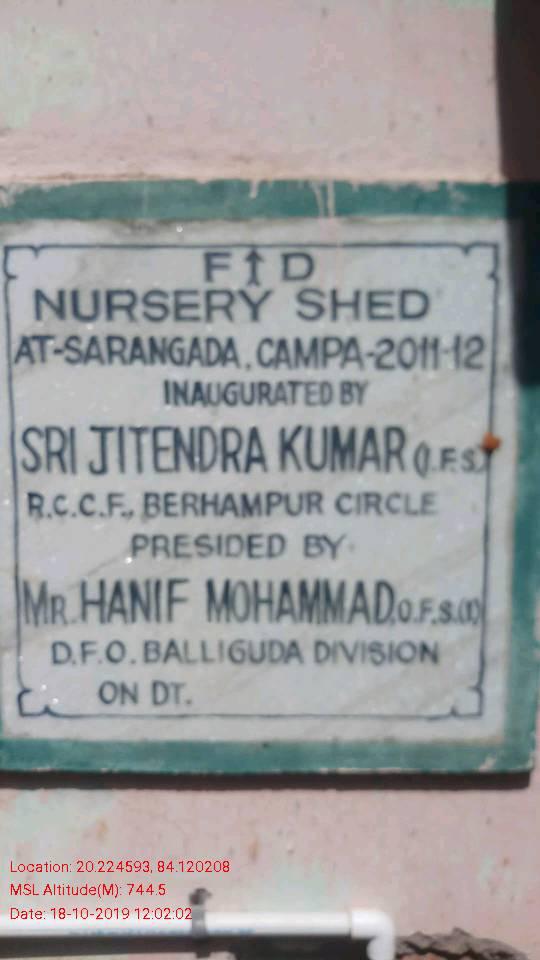 F↑D
NURSERY SHED
AT-SARANGADA, CAMPA-2011-12
INAUGURATED BY
SRI JITENDRA KUMAR (I.F.S)
R.C.C.F., BERHAMPUR CIRCLE
PRESIDED BY
MR. HANIF MOHAMMAD, O.F.S.(I)
D.F.O. BALLIGUDA DIVISION
ON DT.
Location: 20.224593, 84.120208
MSL Altitude(M): 744.5
Date: 18-10-2019 12:02:02